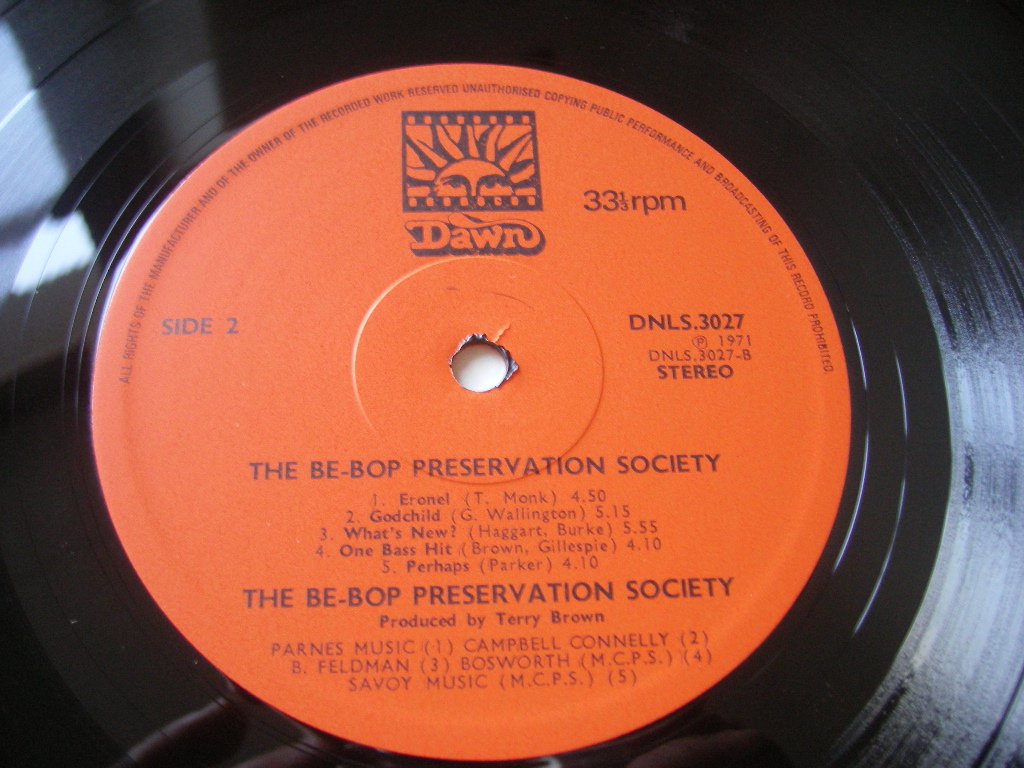 ALL RIGHTS OF THE MANUFACTURER AND OF THE OWNER OF THE RECORDED WORK RESERVED UNAUTHORISED COPYING PUBLIC PERFORMANCE AND BROADCASTING OF THIS RECORD PROHIBITED.
Dawn
33⅓rpm
SIDE 2
DNLS.3027
℗ 1971
DNLS.3027-B
STEREO
THE BE-BOP PRESERVATION SOCIETY
1. Eronel (T. Monk) 4.50
2. Godchild (G. Wallington) 5.15
3. What's New? (Haggart, Burke) 5.55
4. One Bass Hit (Brown, Gillespie) 4.10
5. Perhaps (Parker) 4.10
THE BE-BOP PRESERVATION SOCIETY
Produced by Terry Brown
PARNES MUSIC (1) CAMPBELL CONNELLY (2)
B. FELDMAN (3) BOSWORTH (M.C.P.S.) (4)
SAVOY MUSIC (M.C.P.S.) (5)